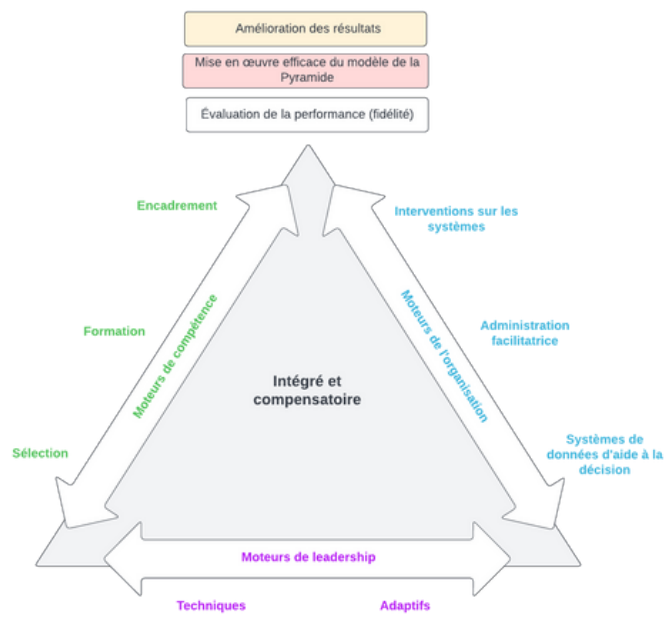 Amélioration des résultats
Mise en œuvre efficace du modèle de la
Pyramide
Évaluation de la performance (fidélité)
Encadrement
Interventions sur les
systèmes
Formation
Moteurs de compétence
Moteurs de l'organisation
Administration
facilitatrice
Intégré et
compensatoire
Sélection
Systèmes de
données d'aide à la
décision
Moteurs de leadership
Techniques
Adaptifs